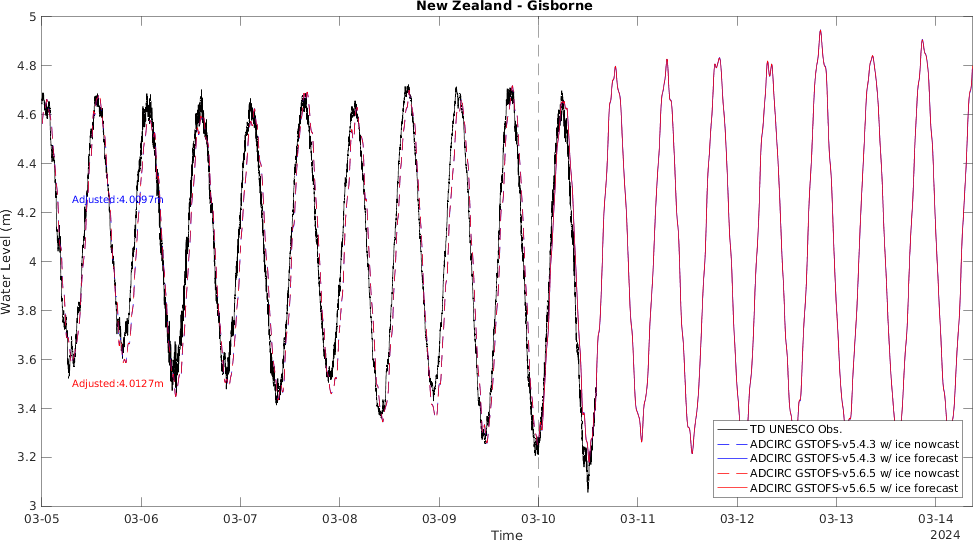 New Zealand - Gisborne
5
4.8
4.6
4.4
4.2
4
3.8
3.6
3.4
3.2
3
Water Level (m)
Adjusted:4.0097m
Adjusted:4.0127m
TD UNESCO Obs.
ADCIRC GSTOFS-v5.4.3 w/ ice nowcast
ADCIRC GSTOFS-v5.4.3 w/ ice forecast
ADCIRC GSTOFS-v5.6.5 w/ ice nowcast
ADCIRC GSTOFS-v5.6.5 w/ ice forecast
03-05 03-06 03-07 03-08 03-09 03-10 03-11 03-12 03-13 03-14
Time
2024